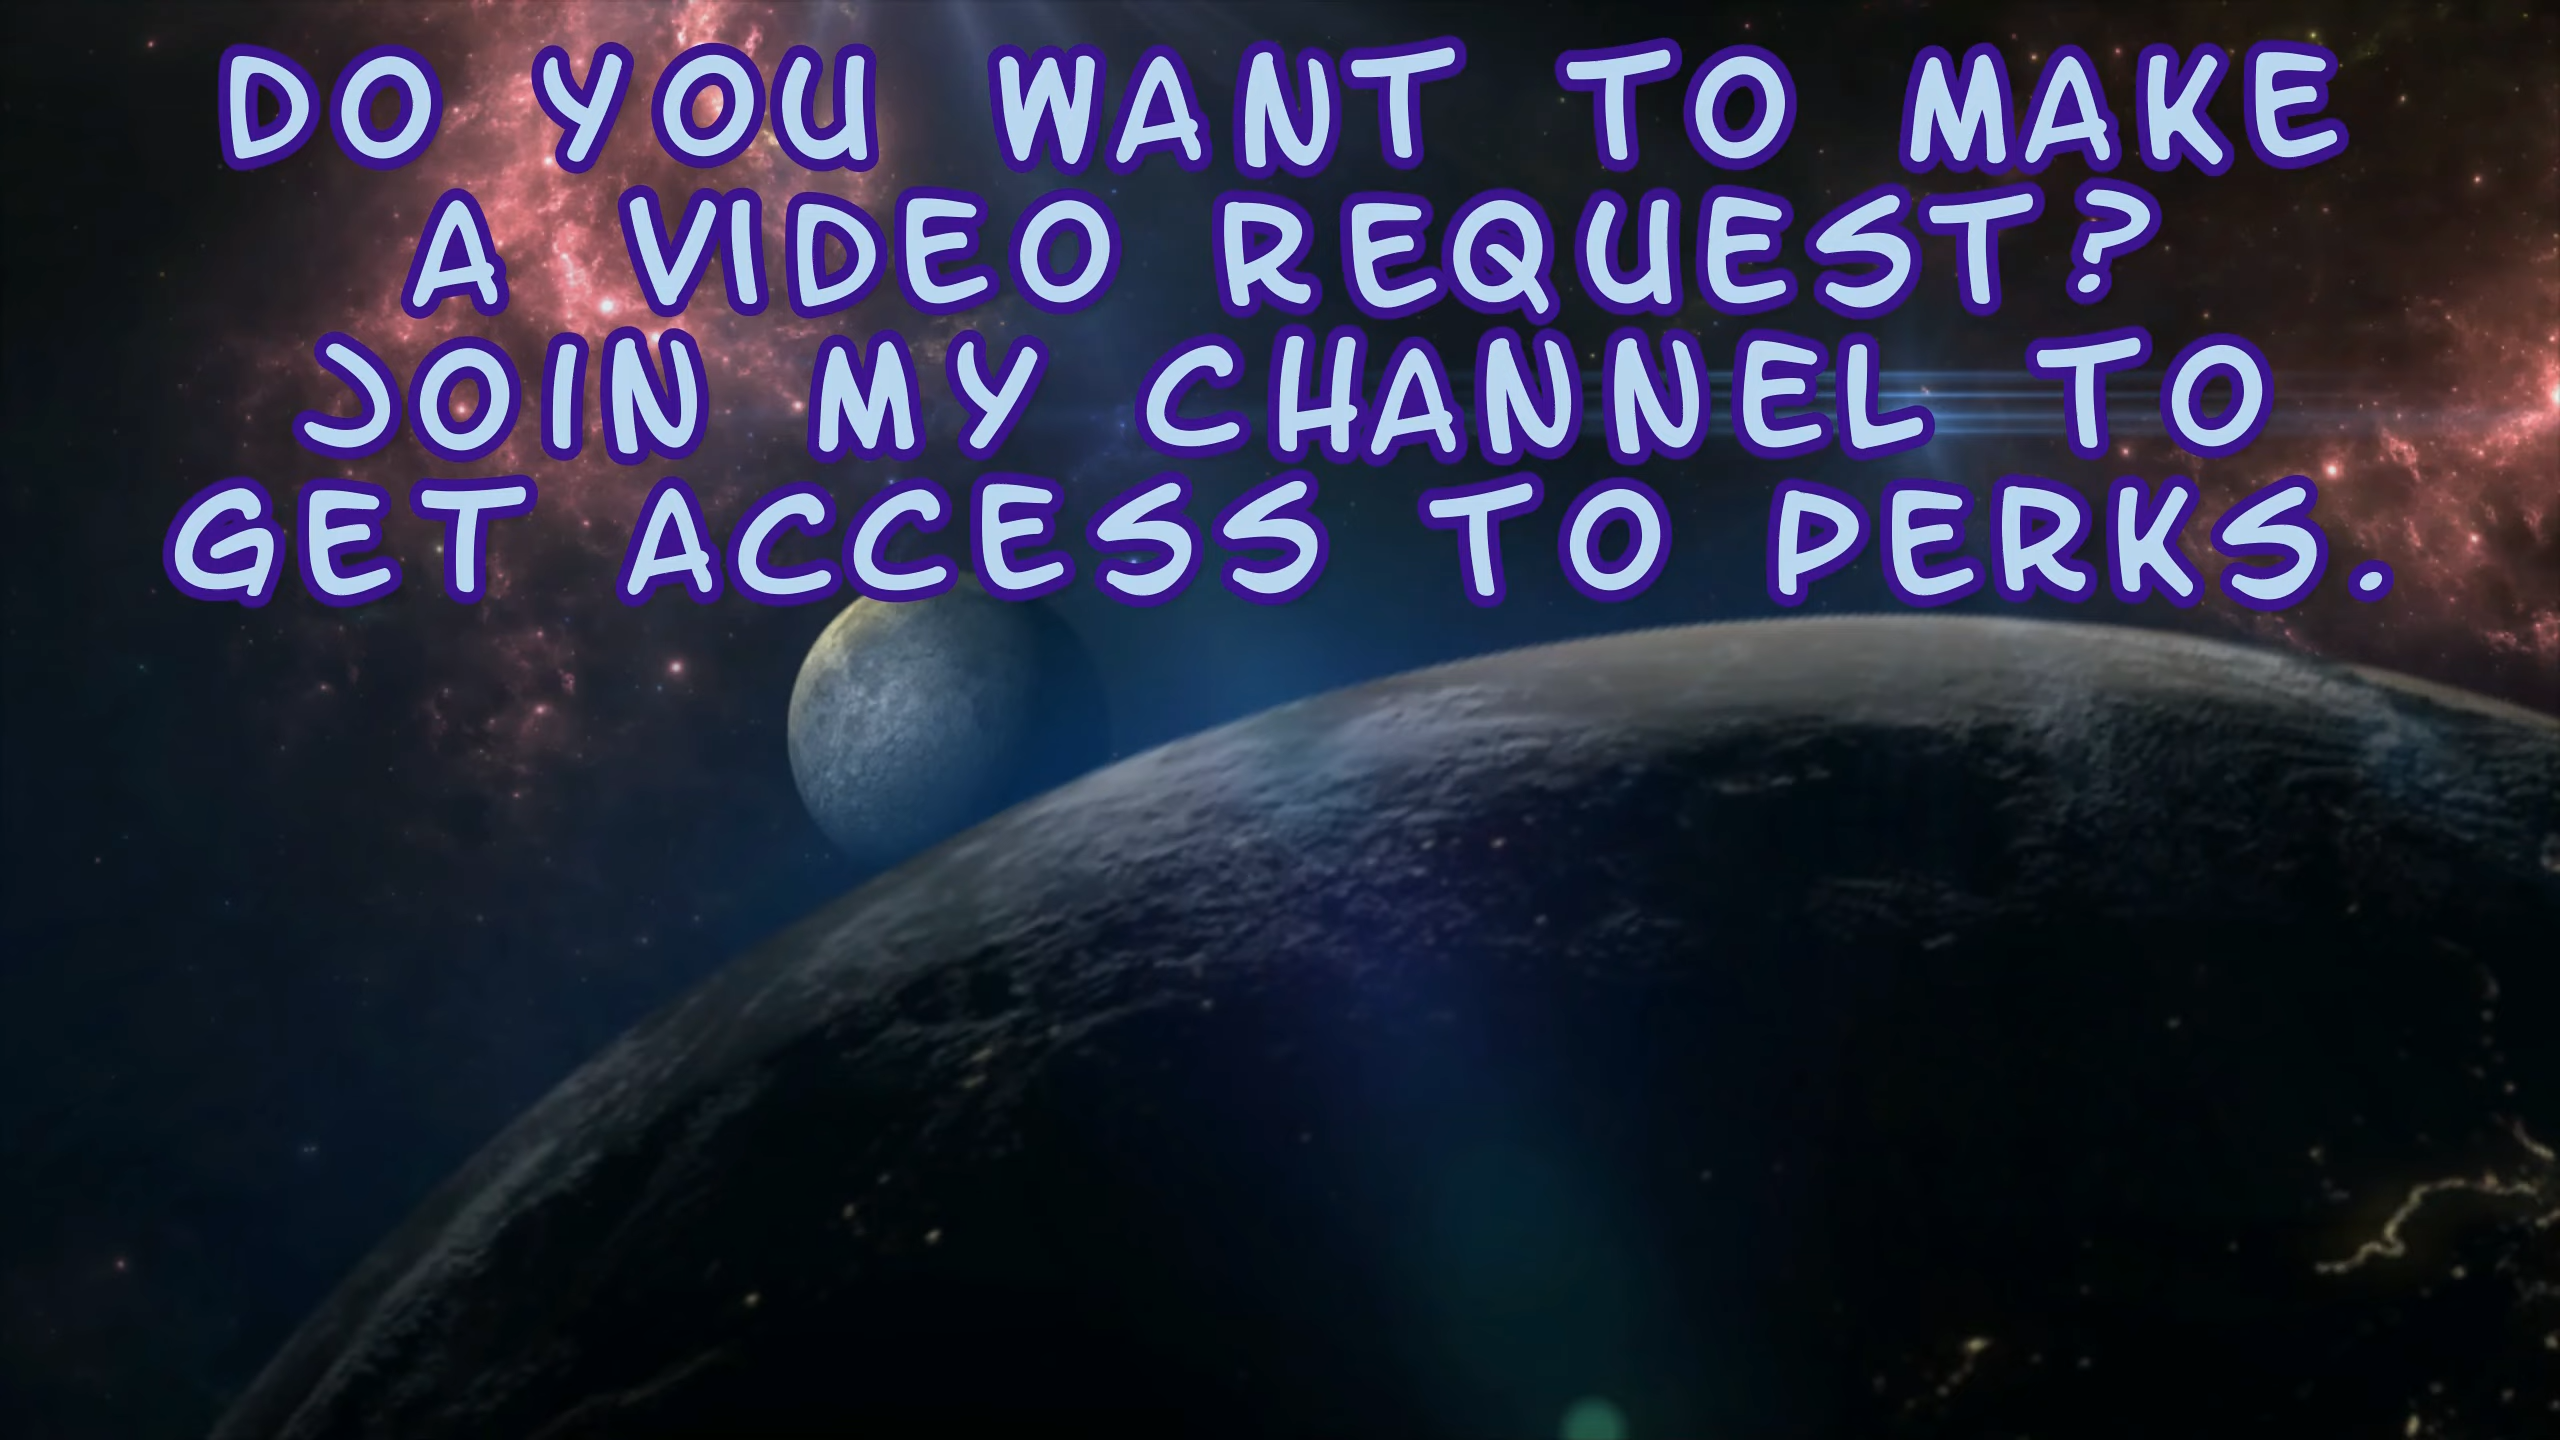 DO YOU WANT TO MAKE
A VIDEO REQUEST?
JOIN MY CHANNEL TO
GET ACCESS TO PERKS.